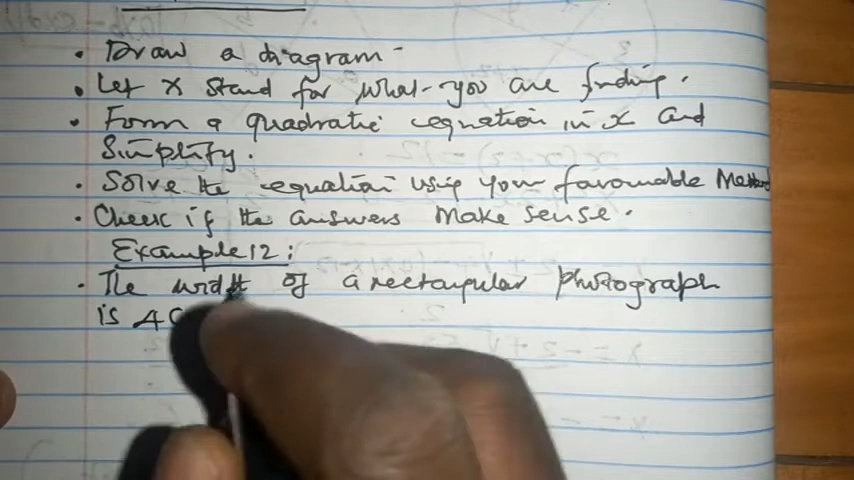 • Draw a diagram
• Let x stand for what you are finding.
• Form a quadratic equation in x and
Simplify.
• Solve the equation using your favourable Method
• Check if the answers make sense.
Example 12:
• The width of a rectangular photograph
is 4